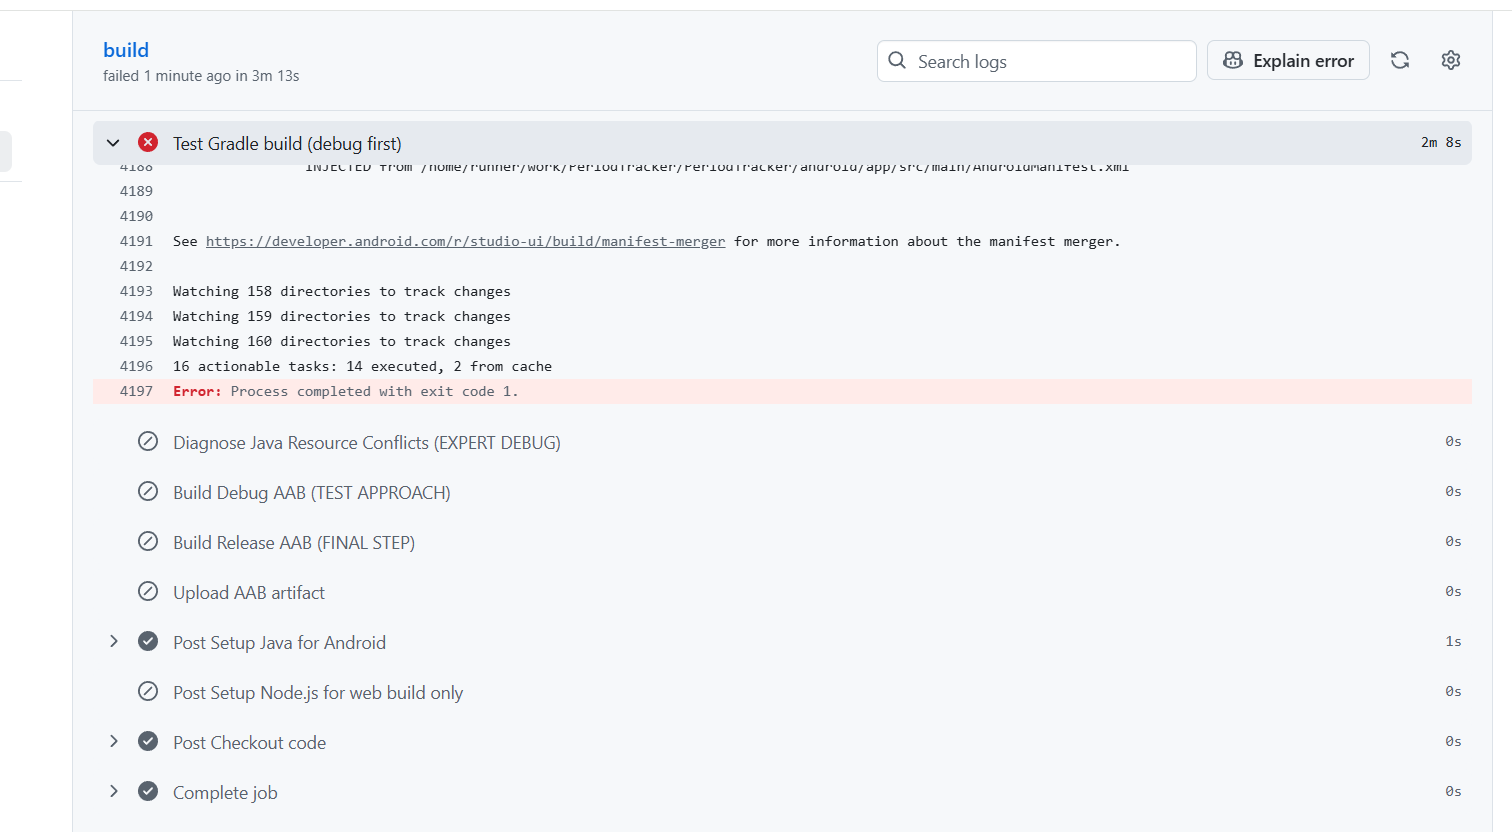 build
failed 1 minute ago in 3m 13s
Search logs
Explain error
Test Gradle build (debug first)
2m 8s
4188 INJECTED from /home/runner/work/PeriodTracker/PeriodTracker/android/app/src/main/AndroidManifest.xml
4189
4190
4191 See https://developer.android.com/r/studio-ui/build/manifest-merger for more information about the manifest merger.
4192
4193 Watching 158 directories to track changes
4194 Watching 159 directories to track changes
4195 Watching 160 directories to track changes
4196 16 actionable tasks: 14 executed, 2 from cache
4197 Error: Process completed with exit code 1.
Diagnose Java Resource Conflicts (EXPERT DEBUG) 0s
Build Debug AAB (TEST APPROACH) 0s
Build Release AAB (FINAL STEP) 0s
Upload AAB artifact 0s
Post Setup Java for Android 1s
Post Setup Node.js for web build only 0s
Post Checkout code 0s
Complete job 0s